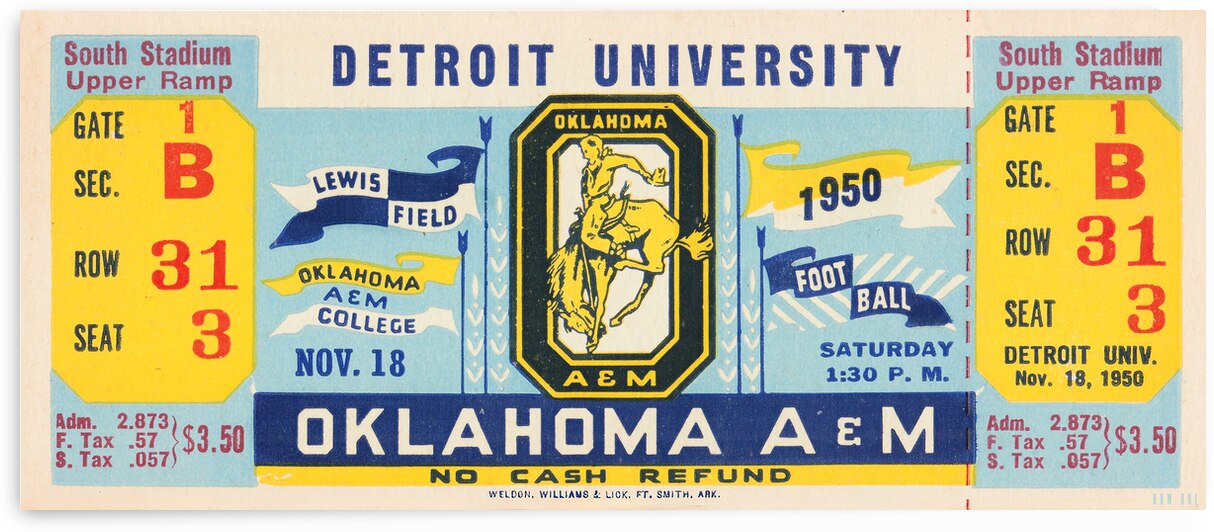 South Stadium
Upper Ramp
GATE 1
SEC. B
ROW 31
SEAT 3
Adm. 2.873
F. Tax .57
S. Tax .057
$3.50
DETROIT UNIVERSITY
LEWIS
FIELD
OKLAHOMA
A&M
COLLEGE
NOV. 18
OKLAHOMA
A&M
1950
FOOT
BALL
SATURDAY
1:30 P. M.
OKLAHOMA A & M
NO CASH REFUND
WELDON, WILLIAMS & LICK, FT. SMITH, ARK.
South Stadium
Upper Ramp
GATE 1
SEC. B
ROW 31
SEAT 3
DETROIT UNIV.
Nov. 18, 1950
Adm. 2.873
F. Tax .57
S. Tax .057
$3.50
ROW ONE